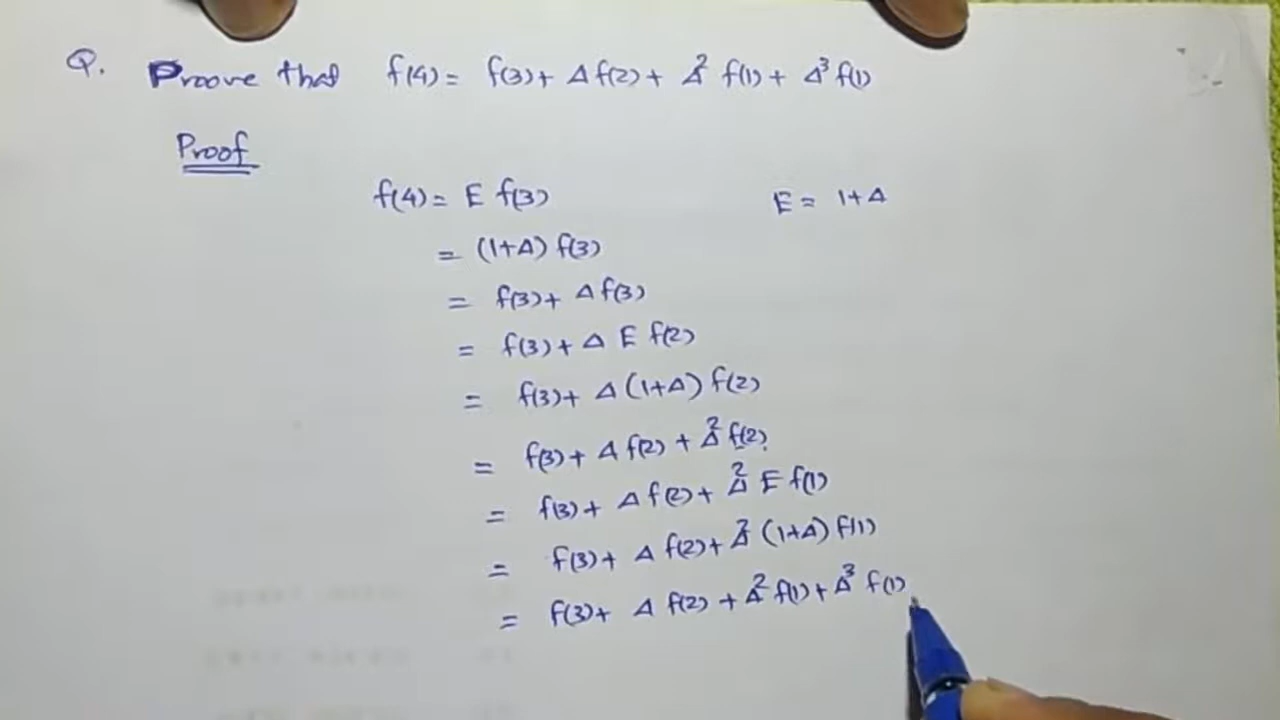 Q. Proove that f(4) = f(3) + Δ f(2) + Δ² f(1) + Δ³ f(1)
Proof
f(4) = E f(3) E = 1+Δ
= (1+Δ) f(3)
= f(3) + Δ f(3)
= f(3) + Δ E f(2)
= f(3) + Δ (1+Δ) f(2)
= f(3) + Δ f(2) + Δ² f(2)
= f(3) + Δ f(2) + Δ² E f(1)
= f(3) + Δ f(2) + Δ² (1+Δ) f(1)
= f(3) + Δ f(2) + Δ² f(1) + Δ³ f(1)